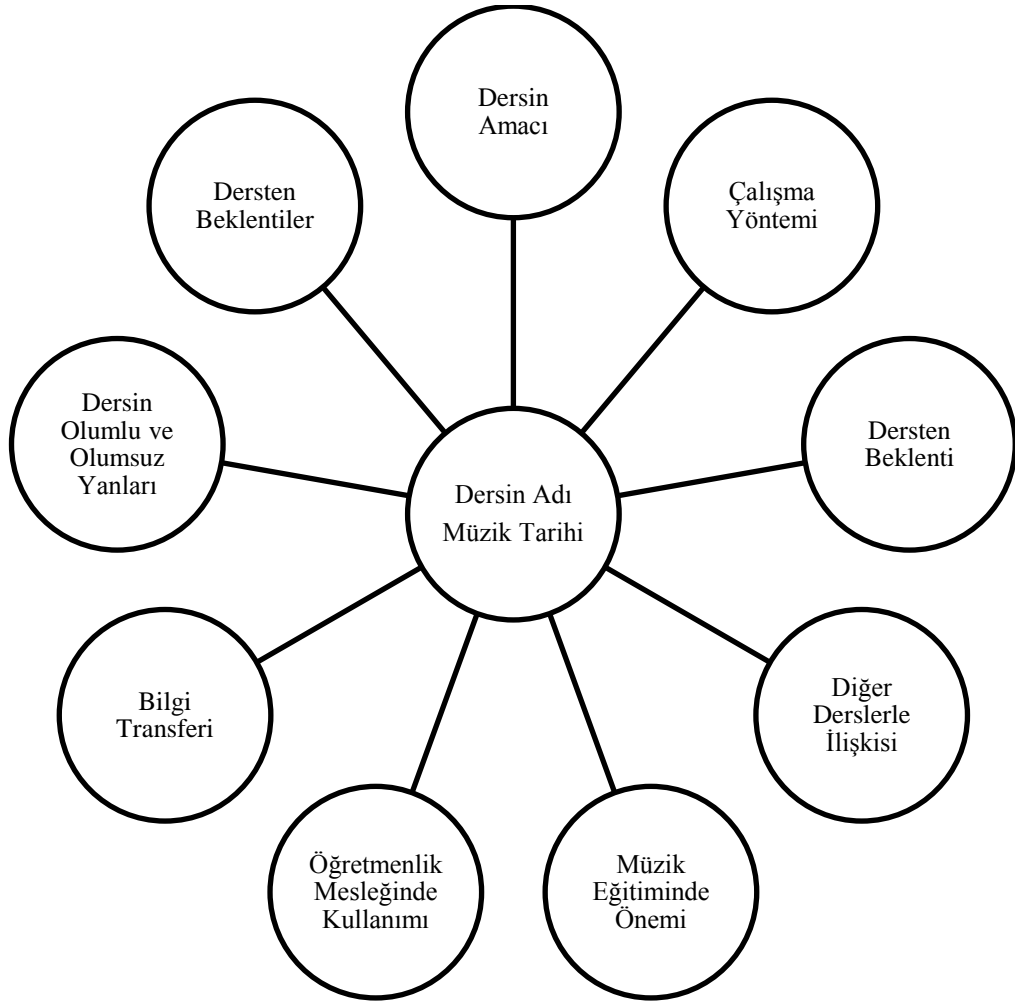 Dersin
Amacı
Çalışma
Yöntemi
Dersten
Beklenti
Diğer
Derslerle
İlişkisi
Müzik
Eğitiminde
Önemi
Öğretmenlik
Mesleğinde
Kullanımı
Bilgi
Transferi
Dersin
Olumlu ve
Olumsuz
Yanları
Dersten
Beklentiler
Dersin Adı
Müzik Tarihi